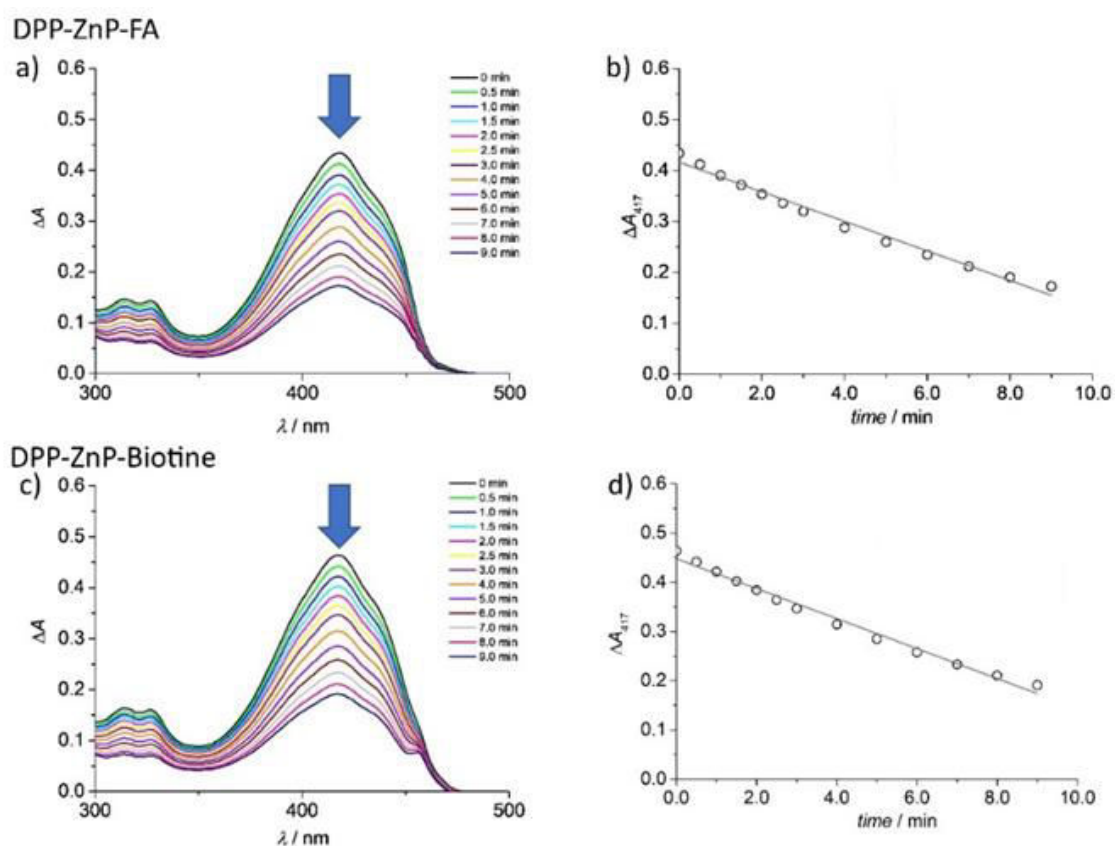 DPP-ZnP-FA
a)
0.6
0.5
0.4
0.3
0.2
0.1
0.0
ΔA
300
400
500
λ / nm
0 min
0.5 min
1.0 min
1.5 min
2.0 min
2.5 min
3.0 min
4.0 min
5.0 min
6.0 min
7.0 min
8.0 min
9.0 min
b)
0.6
0.5
0.4
0.3
0.2
0.1
0.0
ΔA417
0.0 2.0 4.0 6.0 8.0 10.0
time / min
DPP-ZnP-Biotine
c)
0.6
0.5
0.4
0.3
0.2
0.1
0.0
ΔA
300
400
500
λ / nm
0 min
0.5 min
1.0 min
1.5 min
2.0 min
2.5 min
3.0 min
4.0 min
5.0 min
6.0 min
7.0 min
8.0 min
9.0 min
d)
0.6
0.5
0.4
0.3
0.2
0.1
0.0
ΔA417
0.0 2.0 4.0 6.0 8.0 10.0
time / min